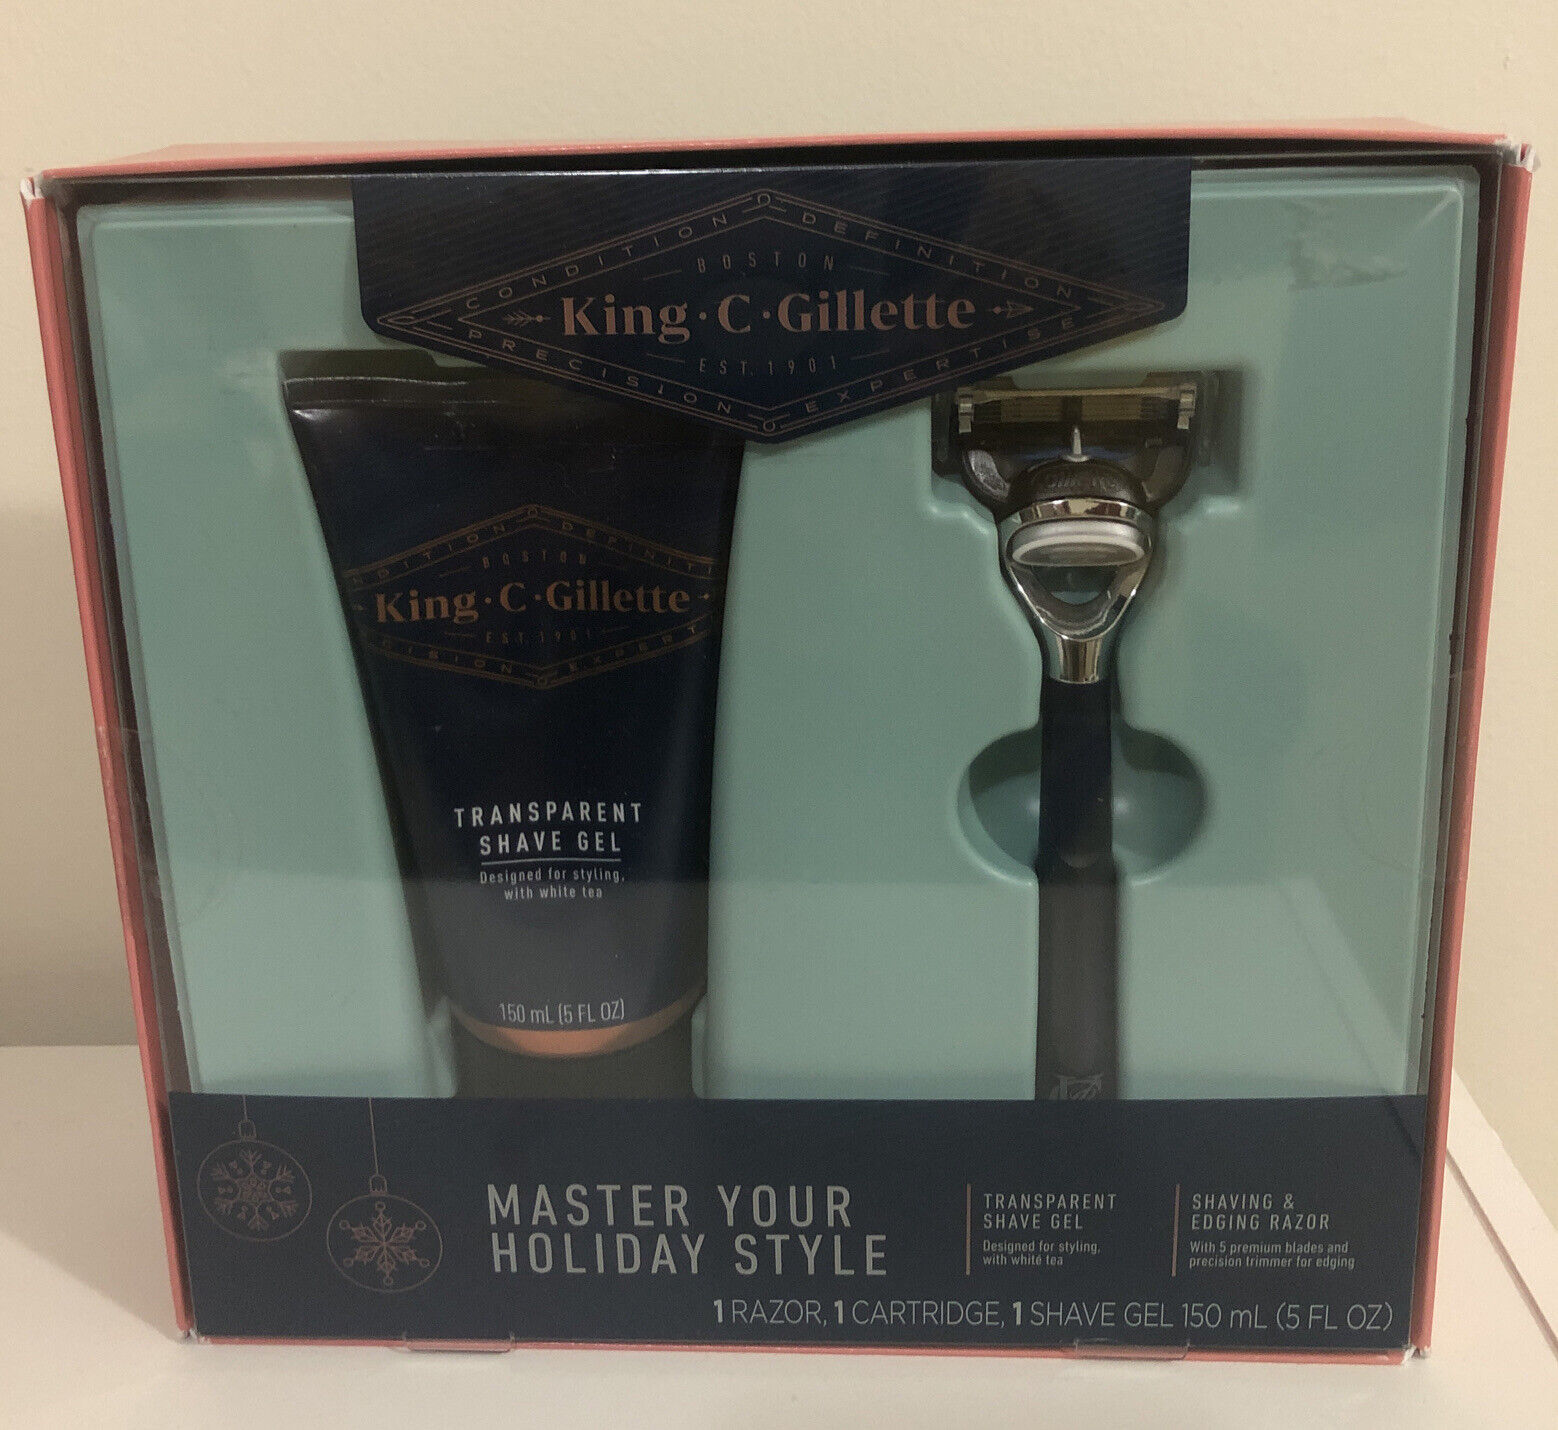 CONDITION DEFINITION
BOSTON
King · C · Gillette
EST. 1901
PRECISION EXPERTISE
BOSTON
King · C · Gillette
EST. 1901
TRANSPARENT
SHAVE GEL
Designed for styling,
with white tea
150 mL (5 FL OZ)
MASTER YOUR
HOLIDAY STYLE
TRANSPARENT
SHAVE GEL
Designed for styling,
with white tea
SHAVING &
EDGING RAZOR
With 5 premium blades and
precision trimmer for edging
1 RAZOR, 1 CARTRIDGE, 1 SHAVE GEL 150 mL (5 FL OZ)